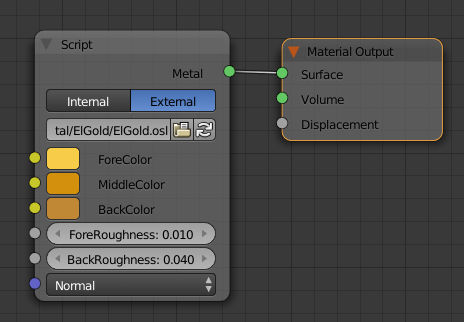 Script
Metal
Internal
External
tal/ElGold/ElGold.osl
ForeColor
MiddleColor
BackColor
ForeRoughness: 0.010
BackRoughness: 0.040
Normal
Material Output
Surface
Volume
Displacement